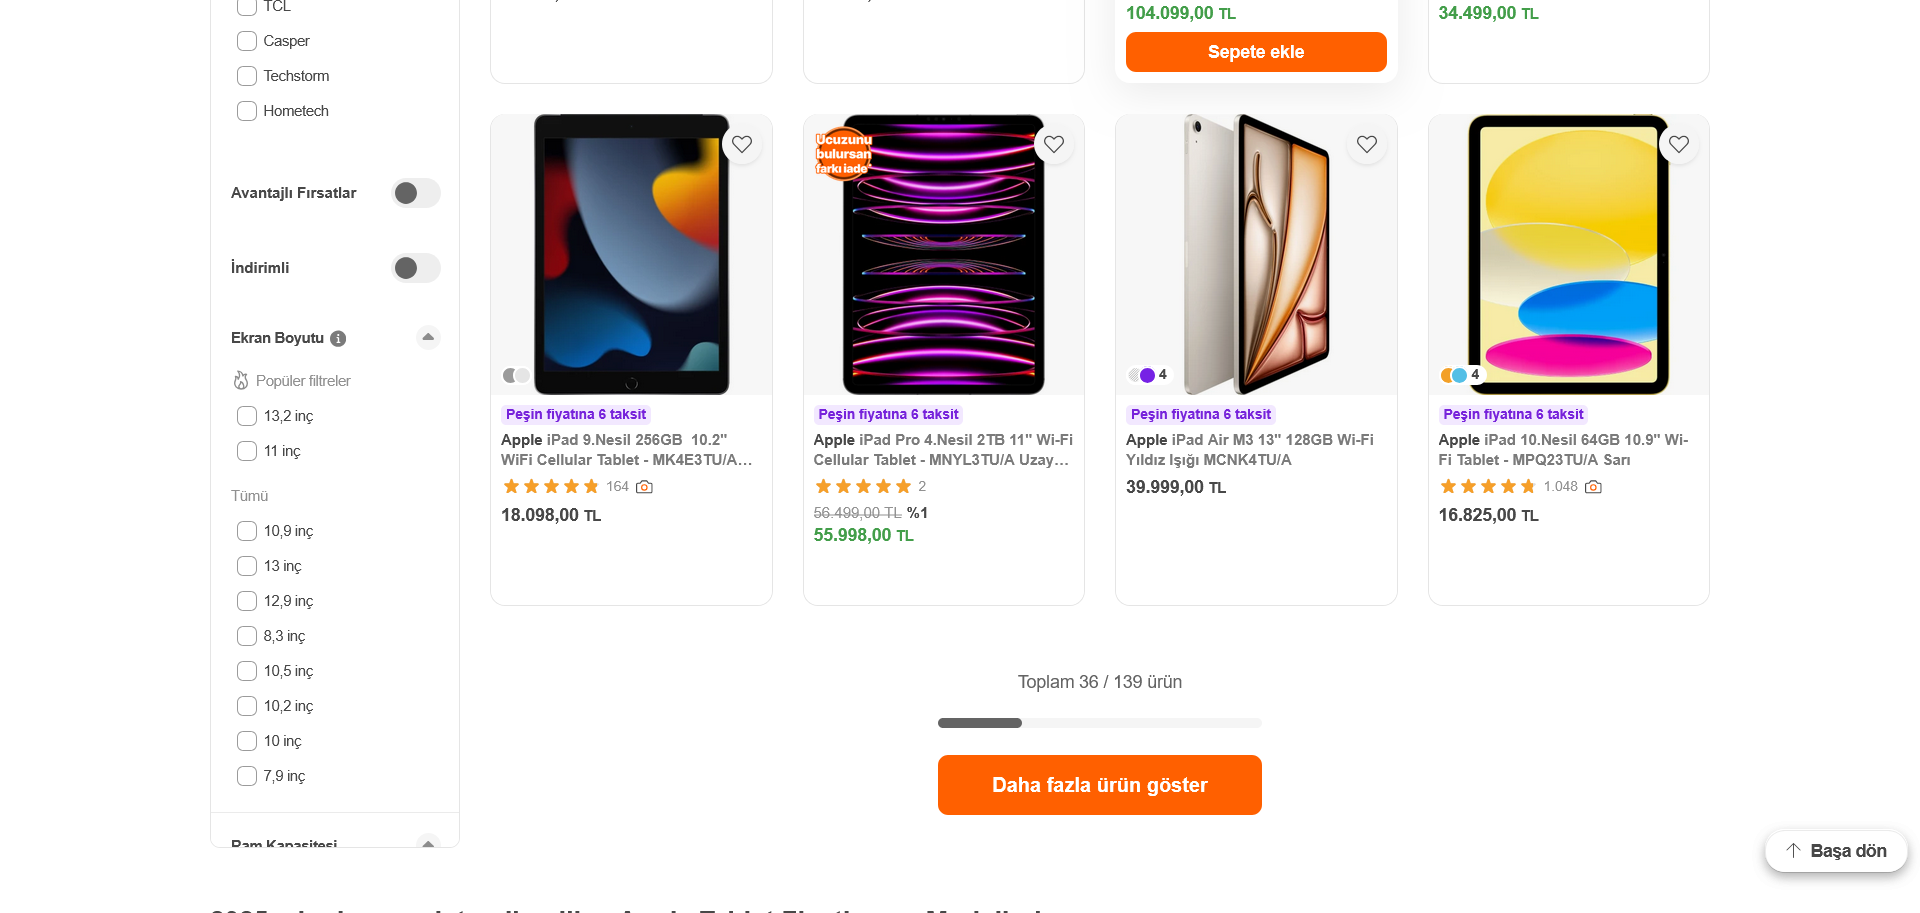 TCL
Casper
Techstorm
Hometech
Avantajlı Fırsatlar
İndirimli
Ekran Boyutu
Popüler filtreler
13,2 inç
11 inç
Tümü
10,9 inç
13 inç
12,9 inç
8,3 inç
10,5 inç
10,2 inç
10 inç
7,9 inç
Ram Kapasitesi
104.099,00 TL
Sepete ekle
34.499,00 TL
Peşin fiyatına 6 taksit
Apple iPad 9.Nesil 256GB 10.2"
WiFi Cellular Tablet - MK4E3TU/A...
164
18.098,00 TL
Ucuzunu
bulursan
farkı iade
Peşin fiyatına 6 taksit
Apple iPad Pro 4.Nesil 2TB 11" Wi-Fi
Cellular Tablet - MNYL3TU/A Uzay...
2
56.499,00 TL %1
55.998,00 TL
4
Peşin fiyatına 6 taksit
Apple iPad Air M3 13" 128GB Wi-Fi
Yıldız Işığı MCNK4TU/A
39.999,00 TL
4
Peşin fiyatına 6 taksit
Apple iPad 10.Nesil 64GB 10.9" Wi-
Fi Tablet - MPQ23TU/A Sarı
1.048
16.825,00 TL
Toplam 36 / 139 ürün
Daha fazla ürün göster
Başa dön